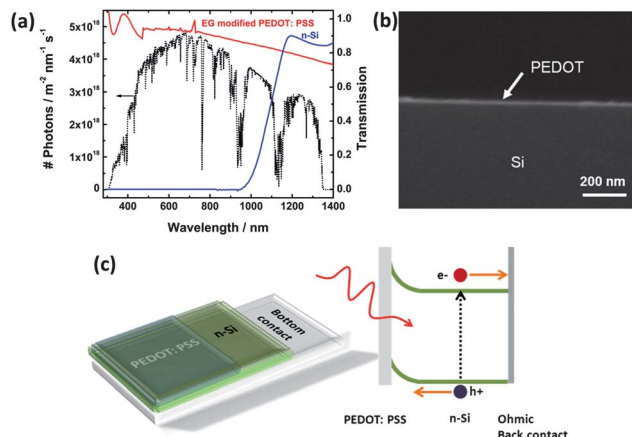 (a)
EG modified PEDOT: PSS
n-Si
# Photons / m⁻² nm⁻¹ s⁻¹
5x10¹⁸
4x10¹⁸
3x10¹⁸
2x10¹⁸
1x10¹⁸
0
1.0
0.8
0.6
0.4
0.2
0.0
Transmission
400 600 800 1000 1200 1400
Wavelength / nm
(b)
PEDOT
Si
200 nm
(c)
PEDOT: PSS
n-Si
Bottom
contact
e-
h+
PEDOT: PSS n-Si Ohmic
Back contact